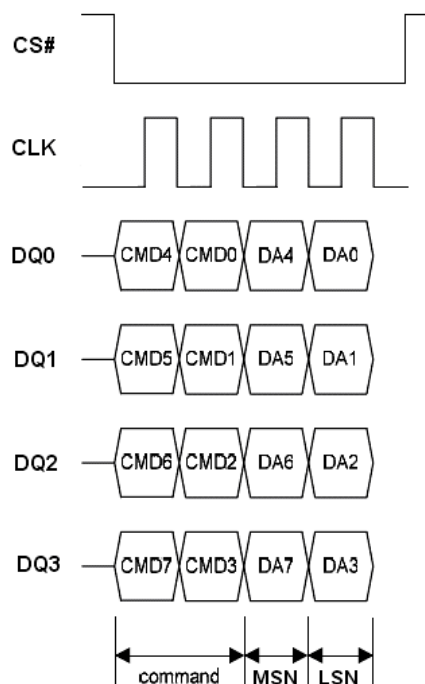 CS#
CLK
DQ0 CMD4 CMD0 DA4 DA0
DQ1 CMD5 CMD1 DA5 DA1
DQ2 CMD6 CMD2 DA6 DA2
DQ3 CMD7 CMD3 DA7 DA3
command MSN LSN